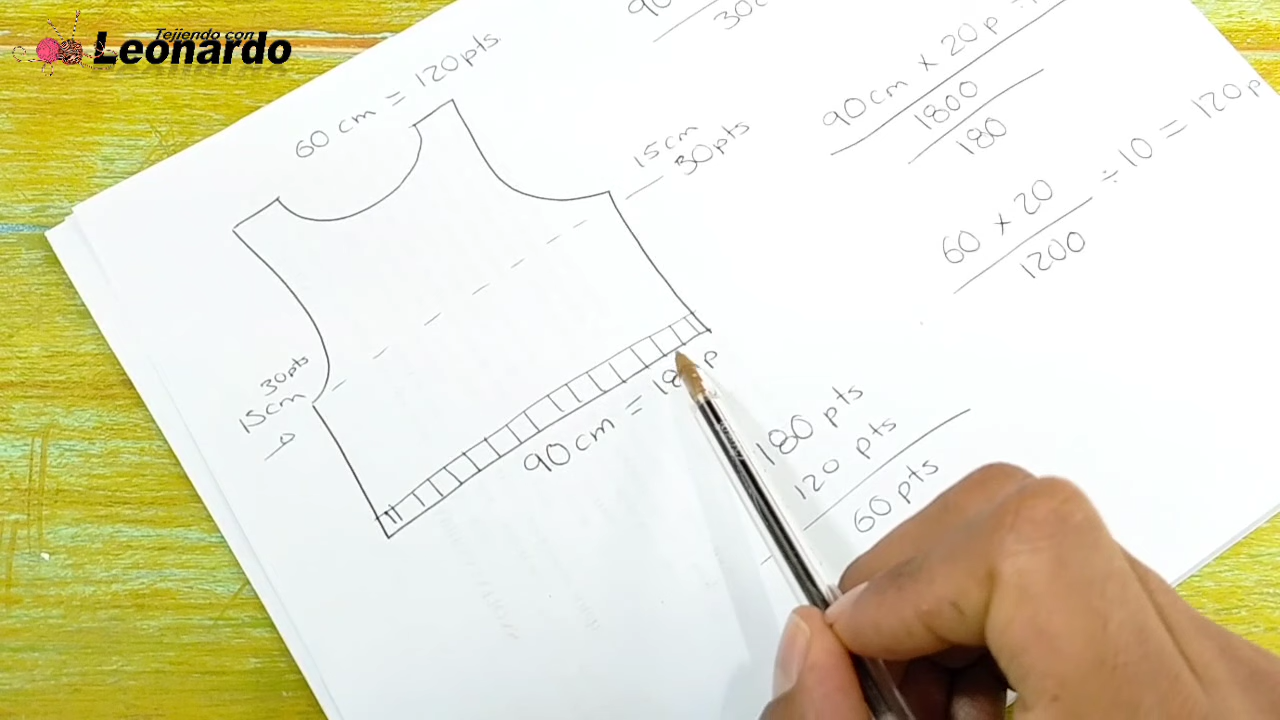 Tejiendo con
Leonardo
60 cm = 120 pts.
90 cm × 20 p
1800
180
15 cm
30 pts
60 × 20 ÷ 10 = 120 p
1200
30 pts
15 cm
90 cm =
180 pts
120 pts
60 pts